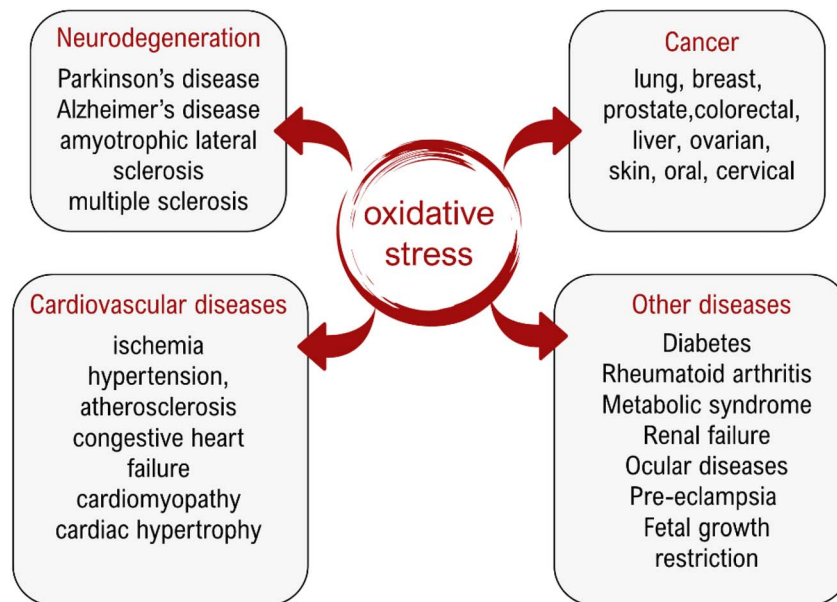 Neurodegeneration
Parkinson's disease
Alzheimer's disease
amyotrophic lateral
sclerosis
multiple sclerosis
Cancer
lung, breast,
prostate,colorectal,
liver, ovarian,
skin, oral, cervical
oxidative
stress
Cardiovascular diseases
ischemia
hypertension,
atherosclerosis
congestive heart
failure
cardiomyopathy
cardiac hypertrophy
Other diseases
Diabetes
Rheumatoid arthritis
Metabolic syndrome
Renal failure
Ocular diseases
Pre-eclampsia
Fetal growth
restriction